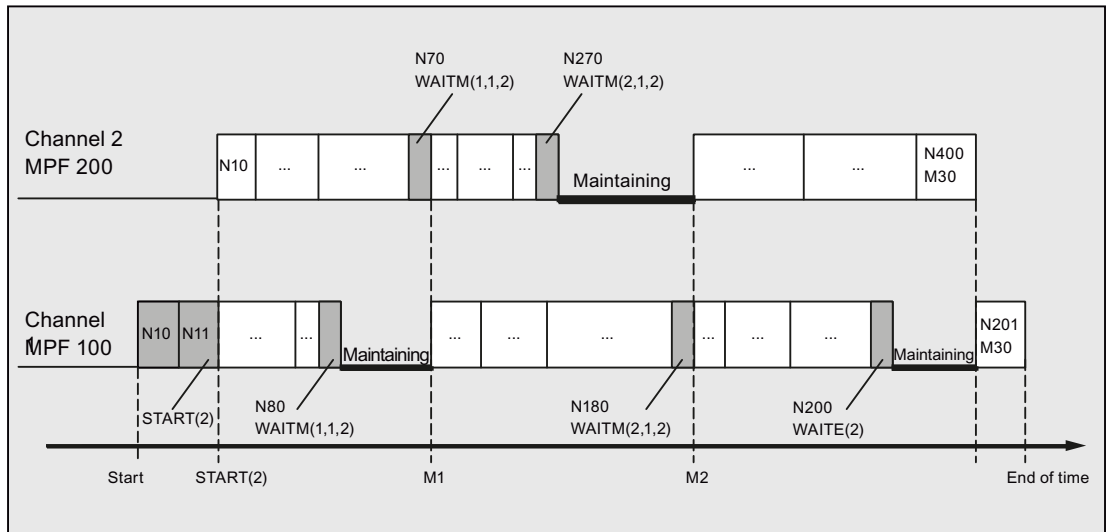 N70
WAITM(1,1,2)
N270
WAITM(2,1,2)
Channel 2
MPF 200
N10
...
...
...
...
...
Maintaining
...
...
N400
M30
Channel
1
MPF 100
N10
N11
...
...
Maintaining
...
...
...
...
...
...
Maintaining
N201
M30
START(2)
N80
WAITM(1,1,2)
N180
WAITM(2,1,2)
N200
WAITE(2)
Start
START(2)
M1
M2
End of time